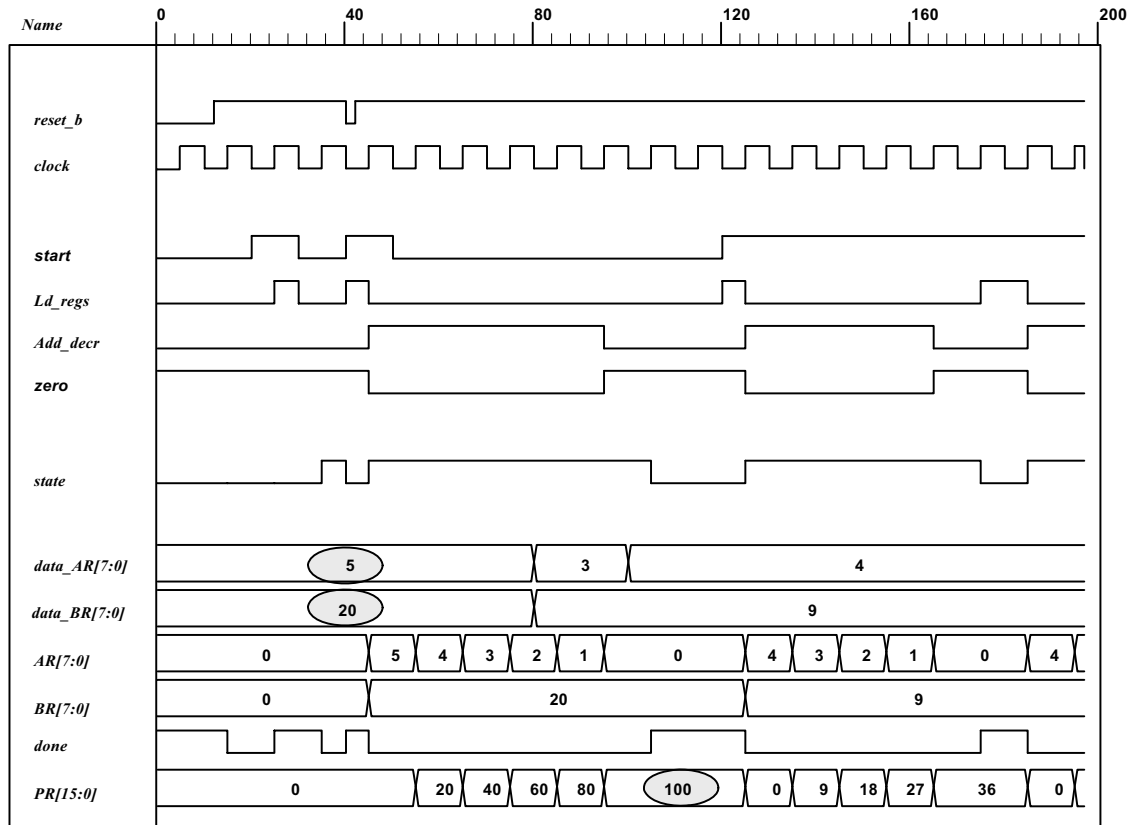 Name 0 40 80 120 160 200
reset_b
clock
start
Ld_regs
Add_decr
zero
state
data_AR[7:0] 5 3 4
data_BR[7:0] 20 9
AR[7:0] 0 5 4 3 2 1 0 4 3 2 1 0 4
BR[7:0] 0 20 9
done
PR[15:0] 0 20 40 60 80 100 0 9 18 27 36 0